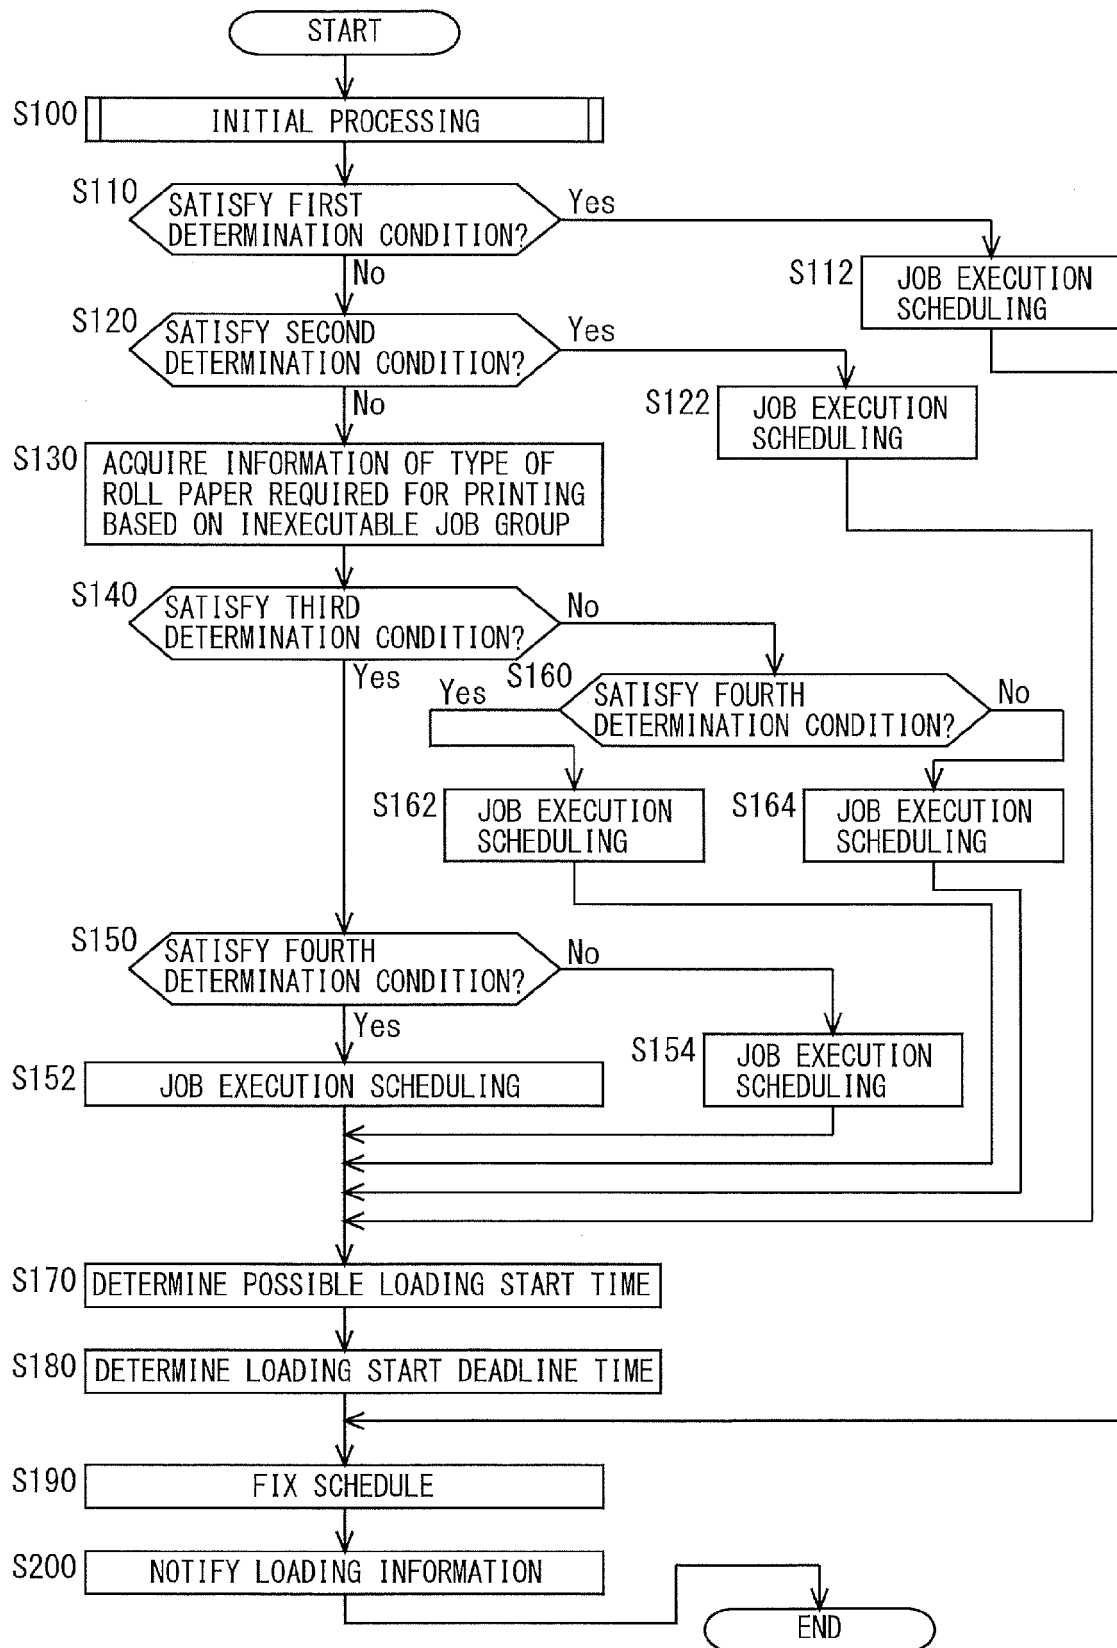 START
S100
INITIAL PROCESSING
S110
SATISFY FIRST
DETERMINATION CONDITION?
Yes
No
S112
JOB EXECUTION
SCHEDULING
S120
SATISFY SECOND
DETERMINATION CONDITION?
Yes
No
S122
JOB EXECUTION
SCHEDULING
S130
ACQUIRE INFORMATION OF TYPE OF
ROLL PAPER REQUIRED FOR PRINTING
BASED ON INEXECUTABLE JOB GROUP
S140
SATISFY THIRD
DETERMINATION CONDITION?
No
Yes
S160
SATISFY FOURTH
DETERMINATION CONDITION?
Yes
No
S162
JOB EXECUTION
SCHEDULING
S164
JOB EXECUTION
SCHEDULING
S150
SATISFY FOURTH
DETERMINATION CONDITION?
No
Yes
S152
JOB EXECUTION SCHEDULING
S154
JOB EXECUTION
SCHEDULING
S170
DETERMINE POSSIBLE LOADING START TIME
S180
DETERMINE LOADING START DEADLINE TIME
S190
FIX SCHEDULE
S200
NOTIFY LOADING INFORMATION
END